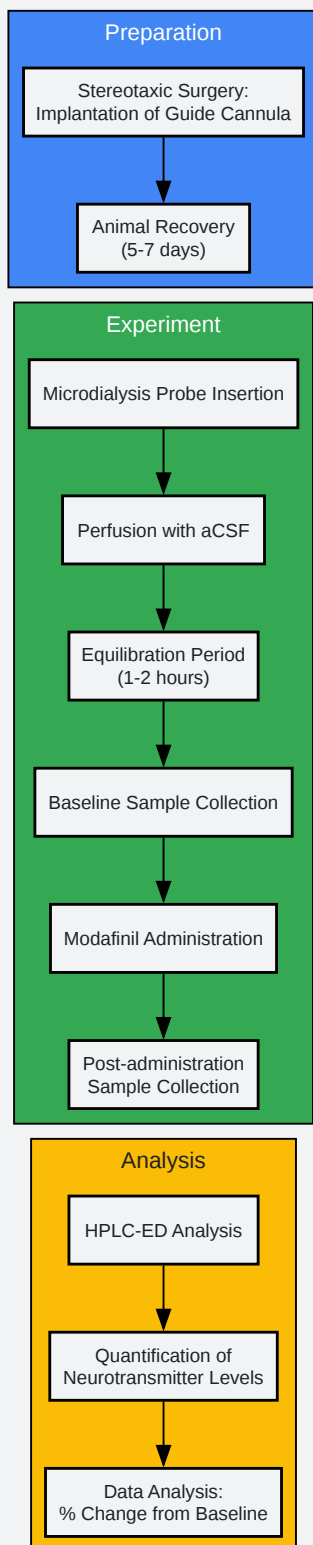 Preparation
Stereotaxic Surgery:
Implantation of Guide Cannula
Animal Recovery
(5-7 days)
Experiment
Microdialysis Probe Insertion
Perfusion with aCSF
Equilibration Period
(1-2 hours)
Baseline Sample Collection
Modafinil Administration
Post-administration
Sample Collection
Analysis
HPLC-ED Analysis
Quantification of
Neurotransmitter Levels
Data Analysis:
% Change from Baseline